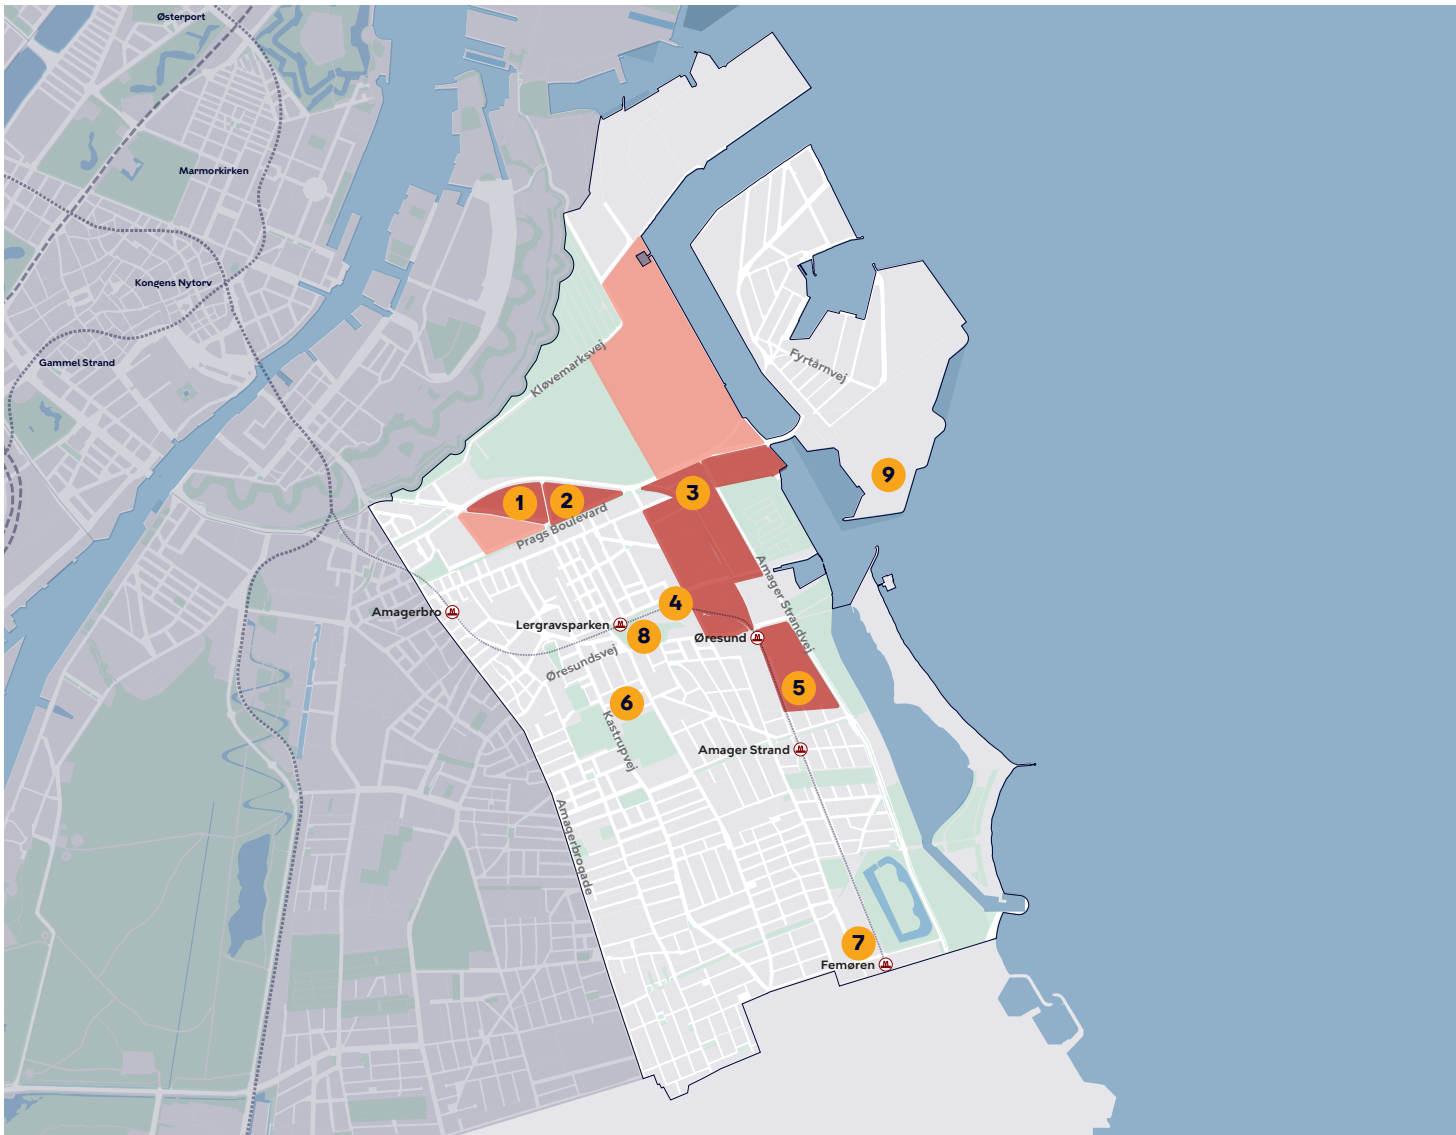 Østerport
Marmorkirken
Kongens Nytorv
Gammel Strand
Kløvemarksvej
Fyrtårnvej
9
1
2
3
Prags Boulevard
Amager Strandvej
Amagerbro
Lergravsparken
4
8
Øresund
Øresundsvej
5
6
Kastrupvej
Amager Strand
Amagerbrogade
7
Femøren